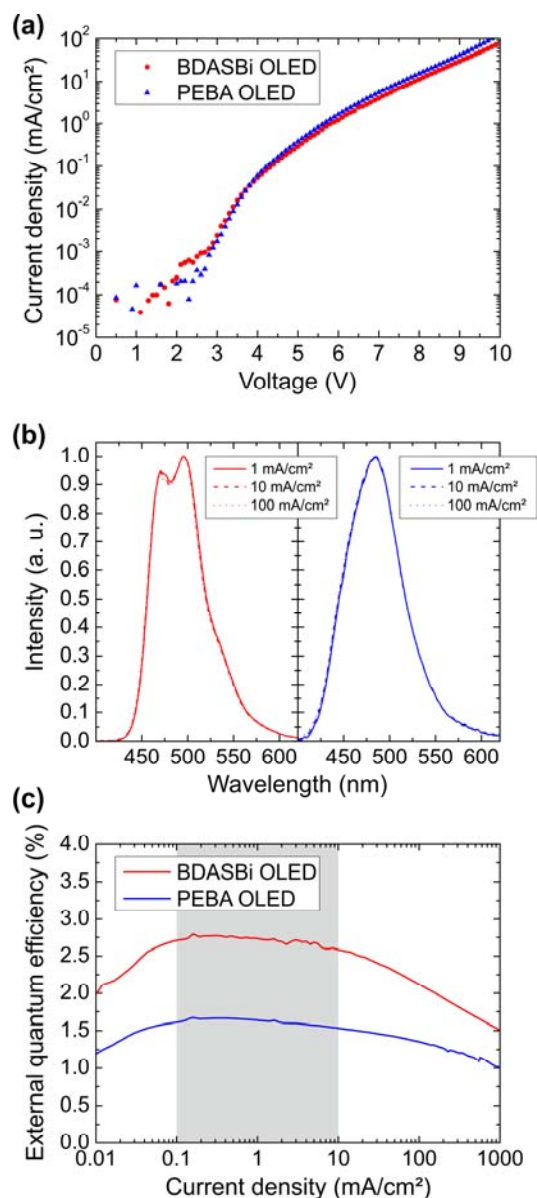 (a)
10²
10¹
10⁰
10⁻¹
10⁻²
10⁻³
10⁻⁴
10⁻⁵
Current density (mA/cm²)
BDASBi OLED
PEBA OLED
0 1 2 3 4 5 6 7 8 9 10
Voltage (V)
(b)
1.0
0.9
0.8
0.7
0.6
0.5
0.4
0.3
0.2
0.1
0.0
Intensity (a. u.)
1 mA/cm²
10 mA/cm²
100 mA/cm²
1 mA/cm²
10 mA/cm²
100 mA/cm²
450 500 550 600 450 500 550 600
Wavelength (nm)
(c)
4.0
3.5
3.0
2.5
2.0
1.5
1.0
0.5
0.0
External quantum efficiency (%)
BDASBi OLED
PEBA OLED
0.01 0.1 1 10 100 1000
Current density (mA/cm²)